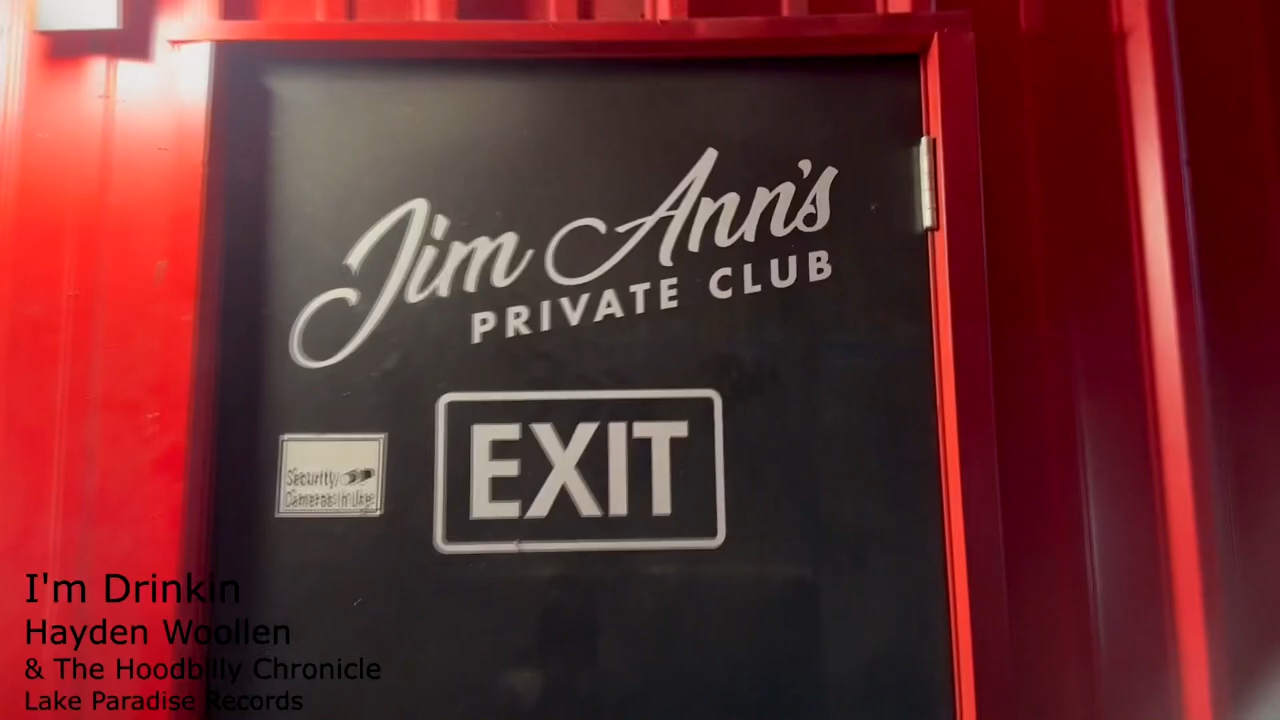 Jim Ann's
PRIVATE CLUB
EXIT
Security
Cameras in Use
I'm Drinkin
Hayden Woollen
& The Hoodbilly Chronicle
Lake Paradise Records